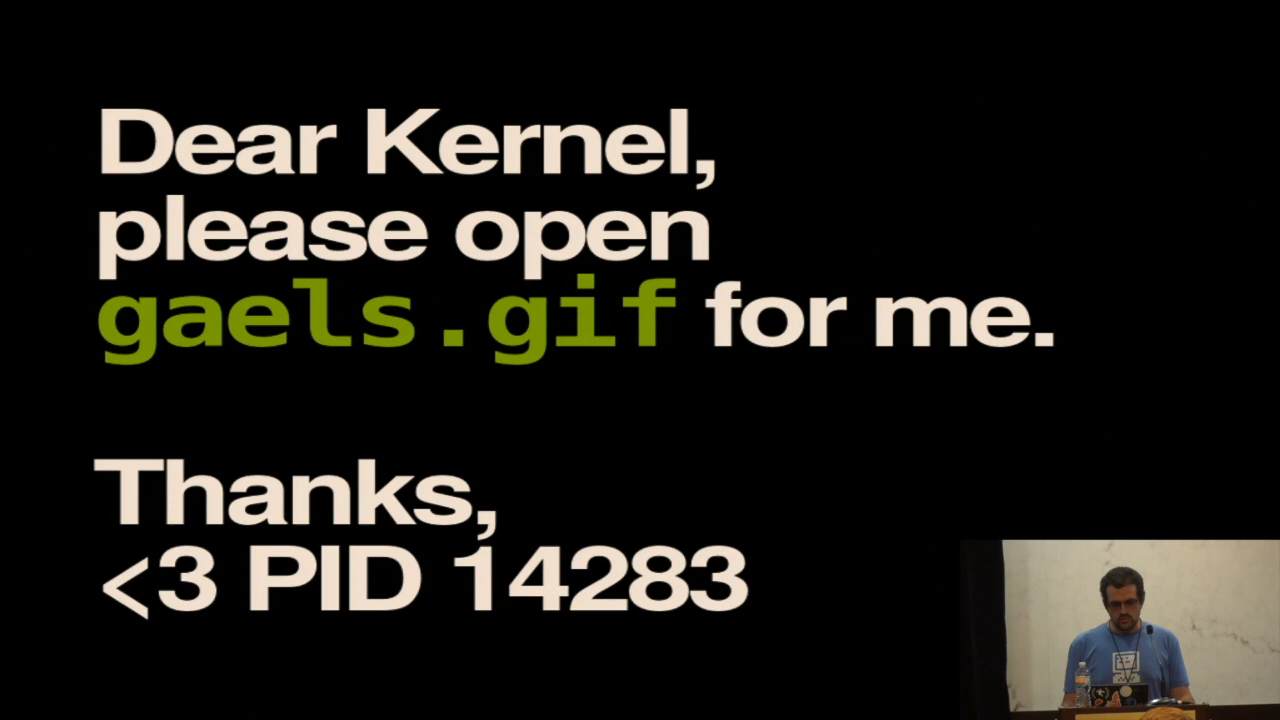 Dear Kernel,
please open
gaels.gif for me.
Thanks,
<3 PID 14283